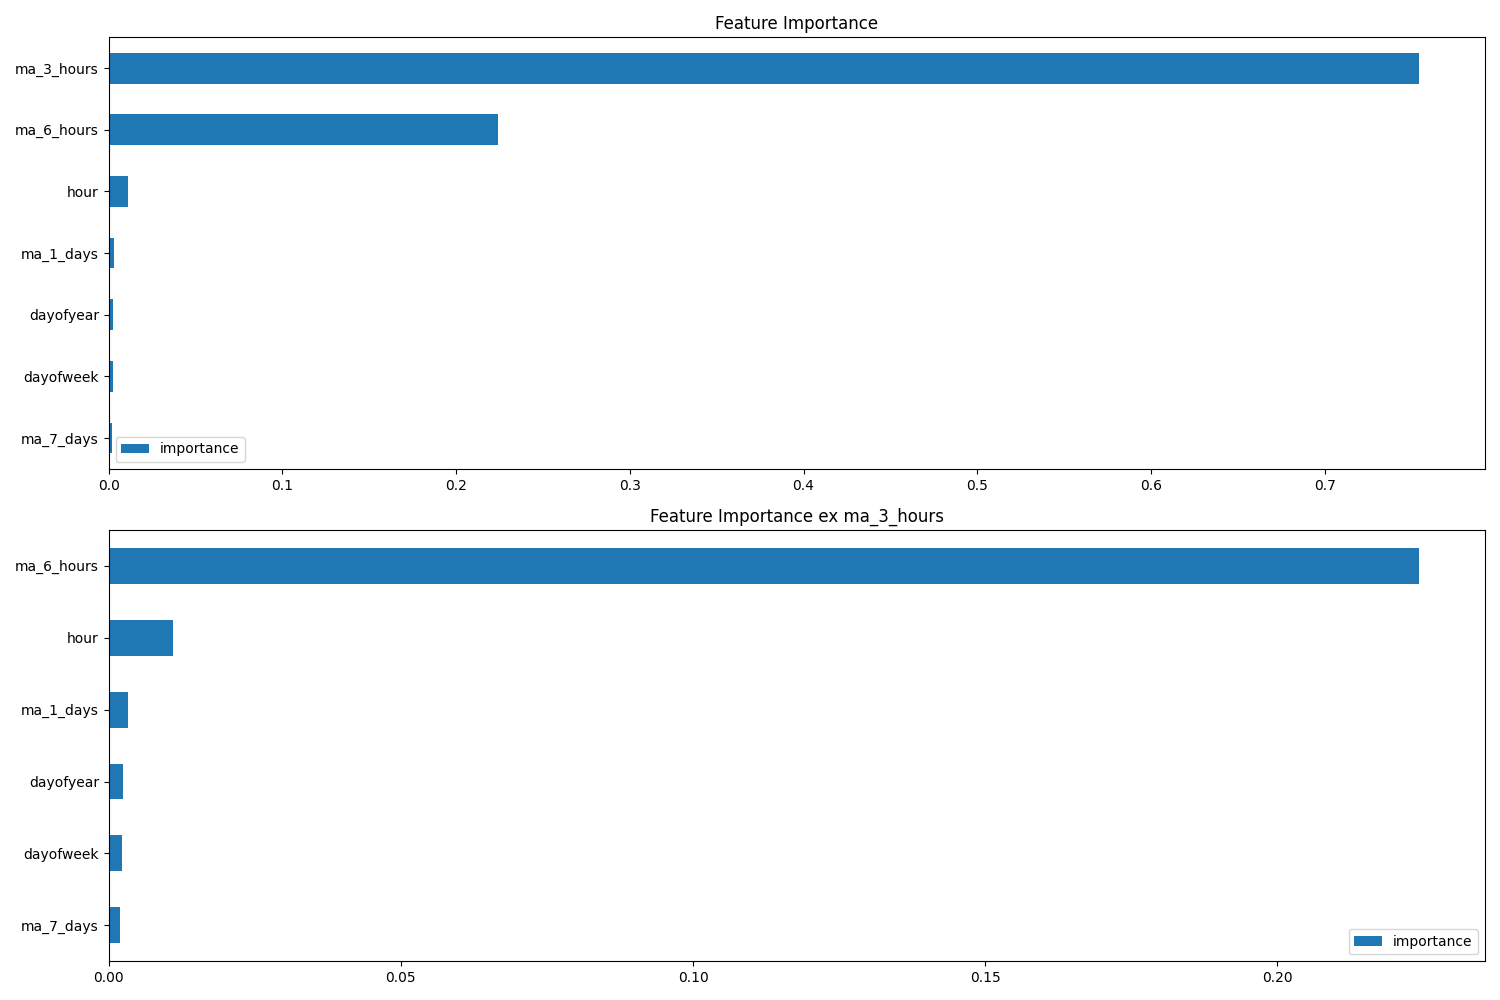 Feature Importance
ma_3_hours
ma_6_hours
hour
ma_1_days
dayofyear
dayofweek
ma_7_days
importance
0.0 0.1 0.2 0.3 0.4 0.5 0.6 0.7
Feature Importance ex ma_3_hours
ma_6_hours
hour
ma_1_days
dayofyear
dayofweek
ma_7_days
importance
0.00 0.05 0.10 0.15 0.20